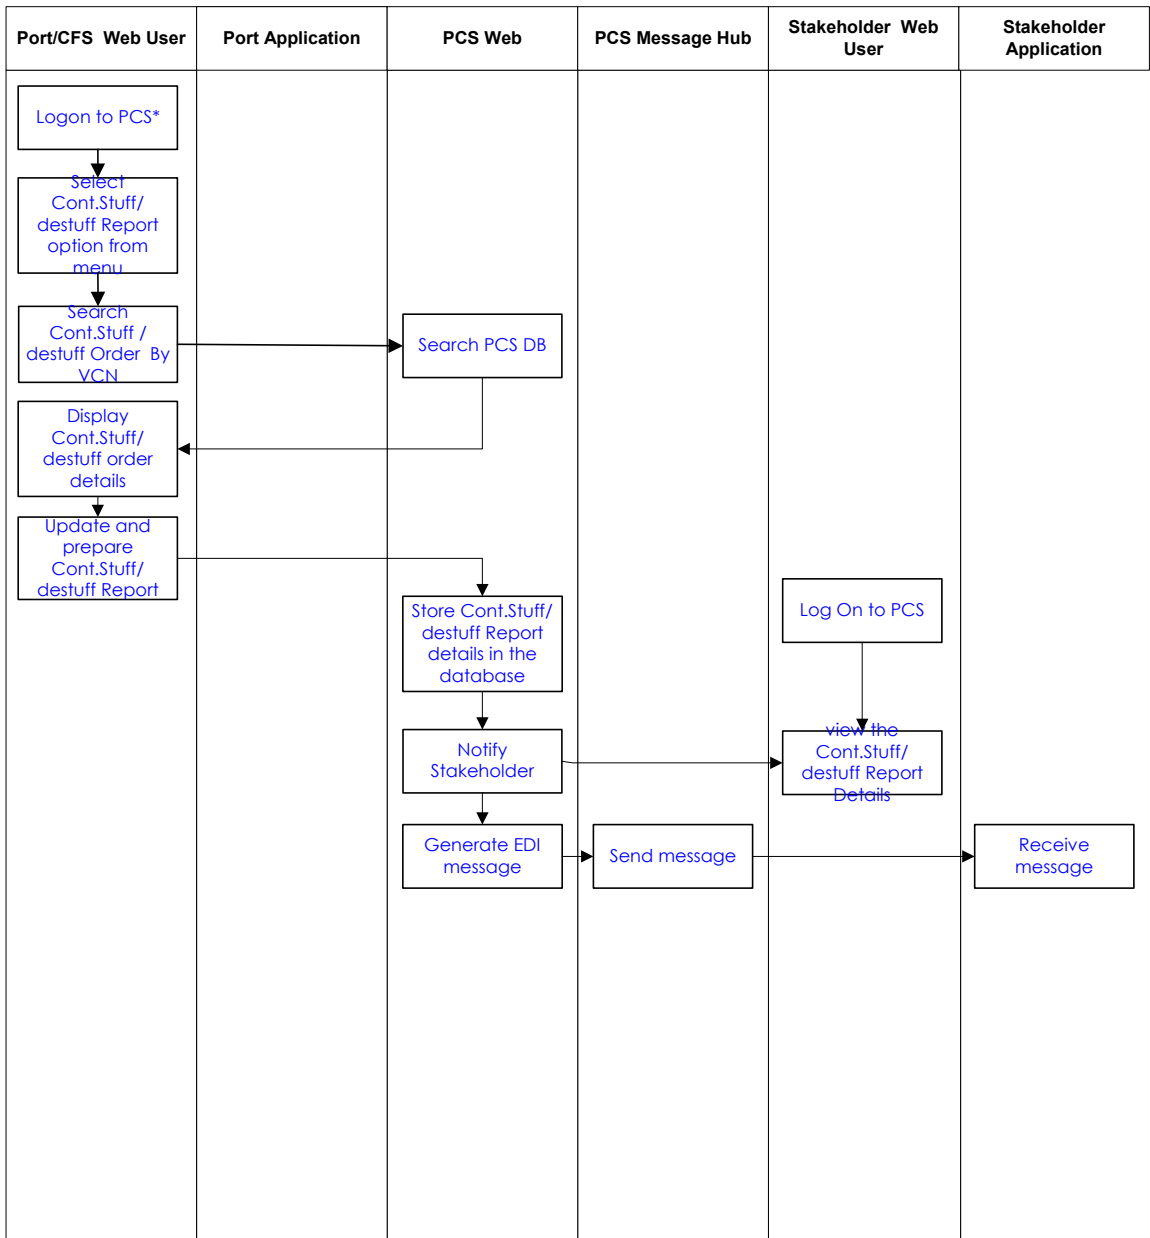 Port/CFS  Web User
Port Application
PCS Web
PCS Message Hub
Stakeholder  Web
User
Stakeholder
Application
Logon to PCS*
Select
Cont.Stuff/
destuff Report
option from
menu
Search
Cont.Stuff /
destuff Order  By
VCN
Search PCS DB
Display
Cont.Stuff/
destuff order
details
Update and
prepare
Cont.Stuff/
destuff Report
Store Cont.Stuff/
destuff Report
details in the
database
Log On to PCS
Notify
Stakeholder
view the
Cont.Stuff/
destuff Report
Details
Generate EDI
message
Send message
Receive
message